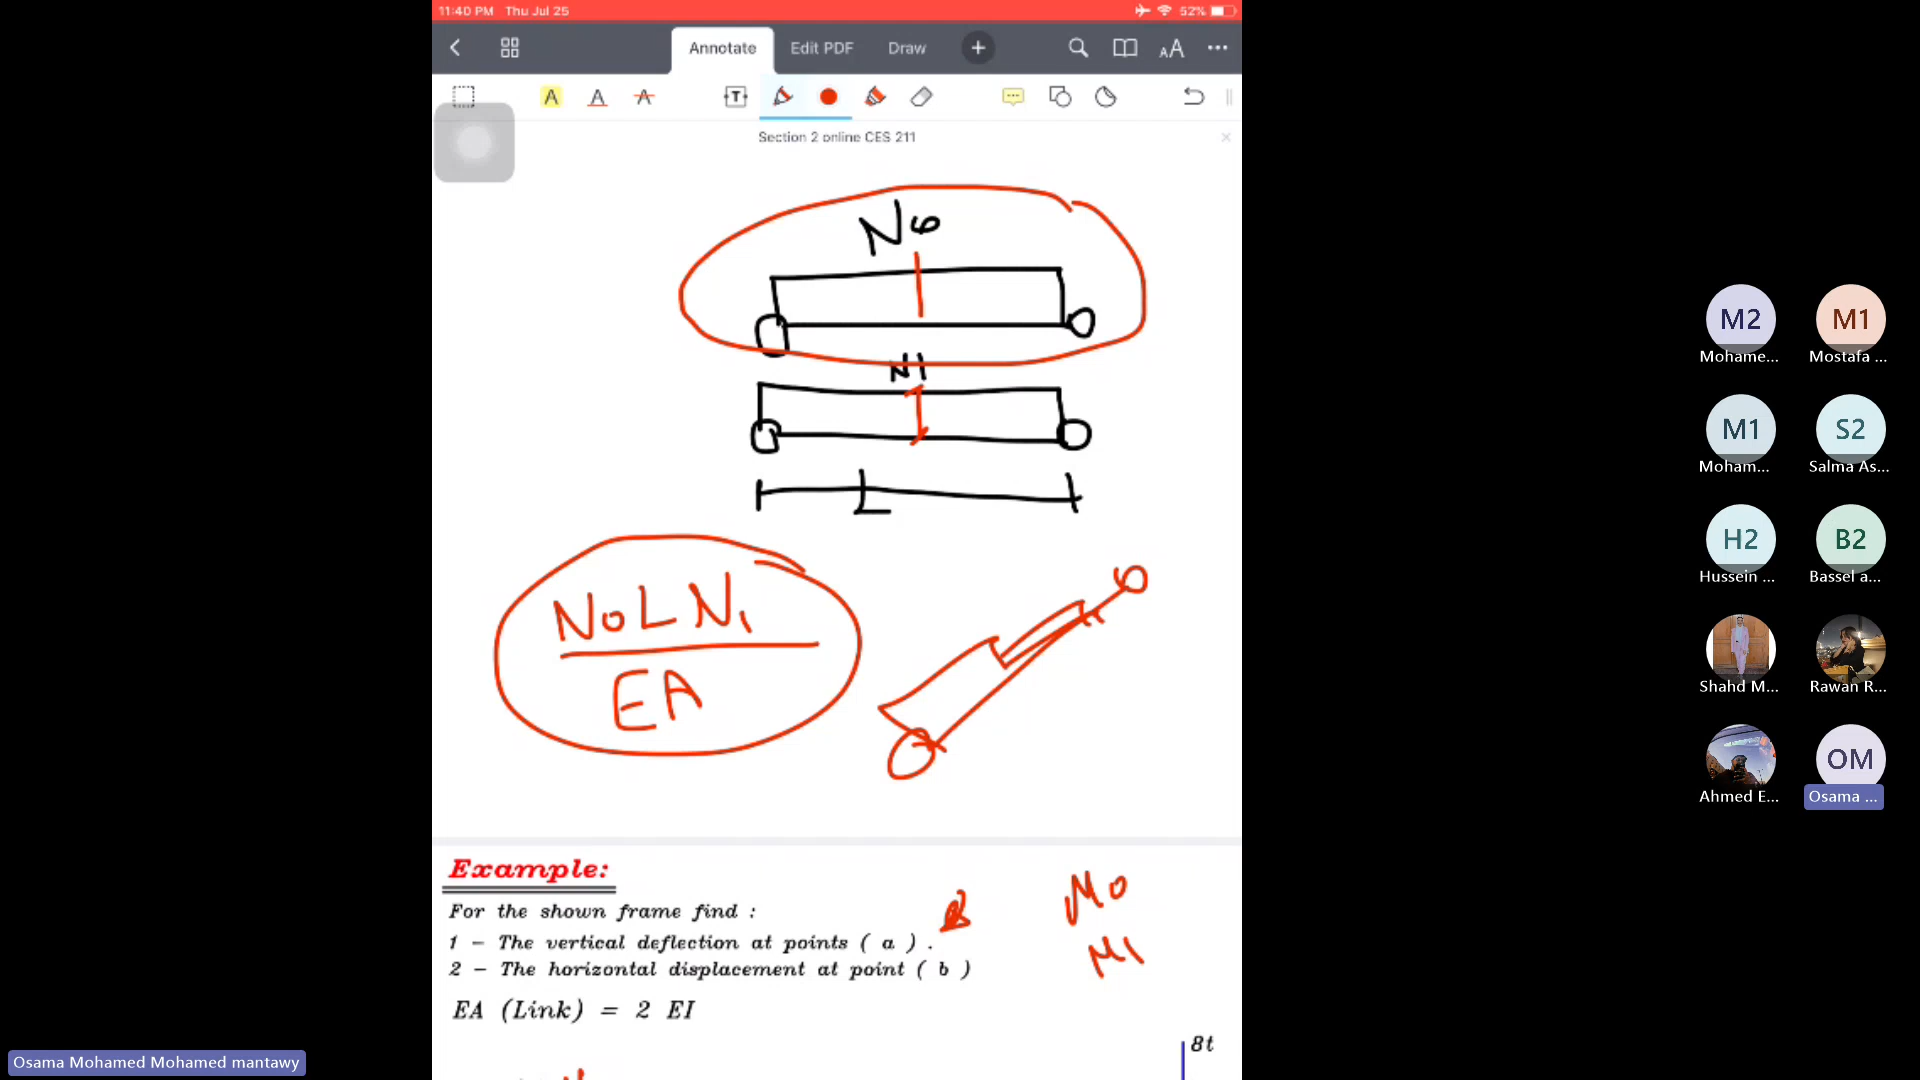 11:40 PM Thu Jul 25
52%
Annotate
Edit PDF
Draw
Section 2 online CES 211
No
N1
L
NoLN1
EA
Example:
Mo
For the shown frame find :
1 - The vertical deflection at points ( a ) .
M1
2 - The horizontal displacement at point ( b )
EA (Link) = 2 EI
8t
M2
M1
Mohame...
Mostafa ...
M1
S2
Moham...
Salma As...
H2
B2
Hussein ...
Bassel a...
Shahd M...
Rawan R...
OM
Ahmed E...
Osama ...
Osama Mohamed Mohamed mantawy